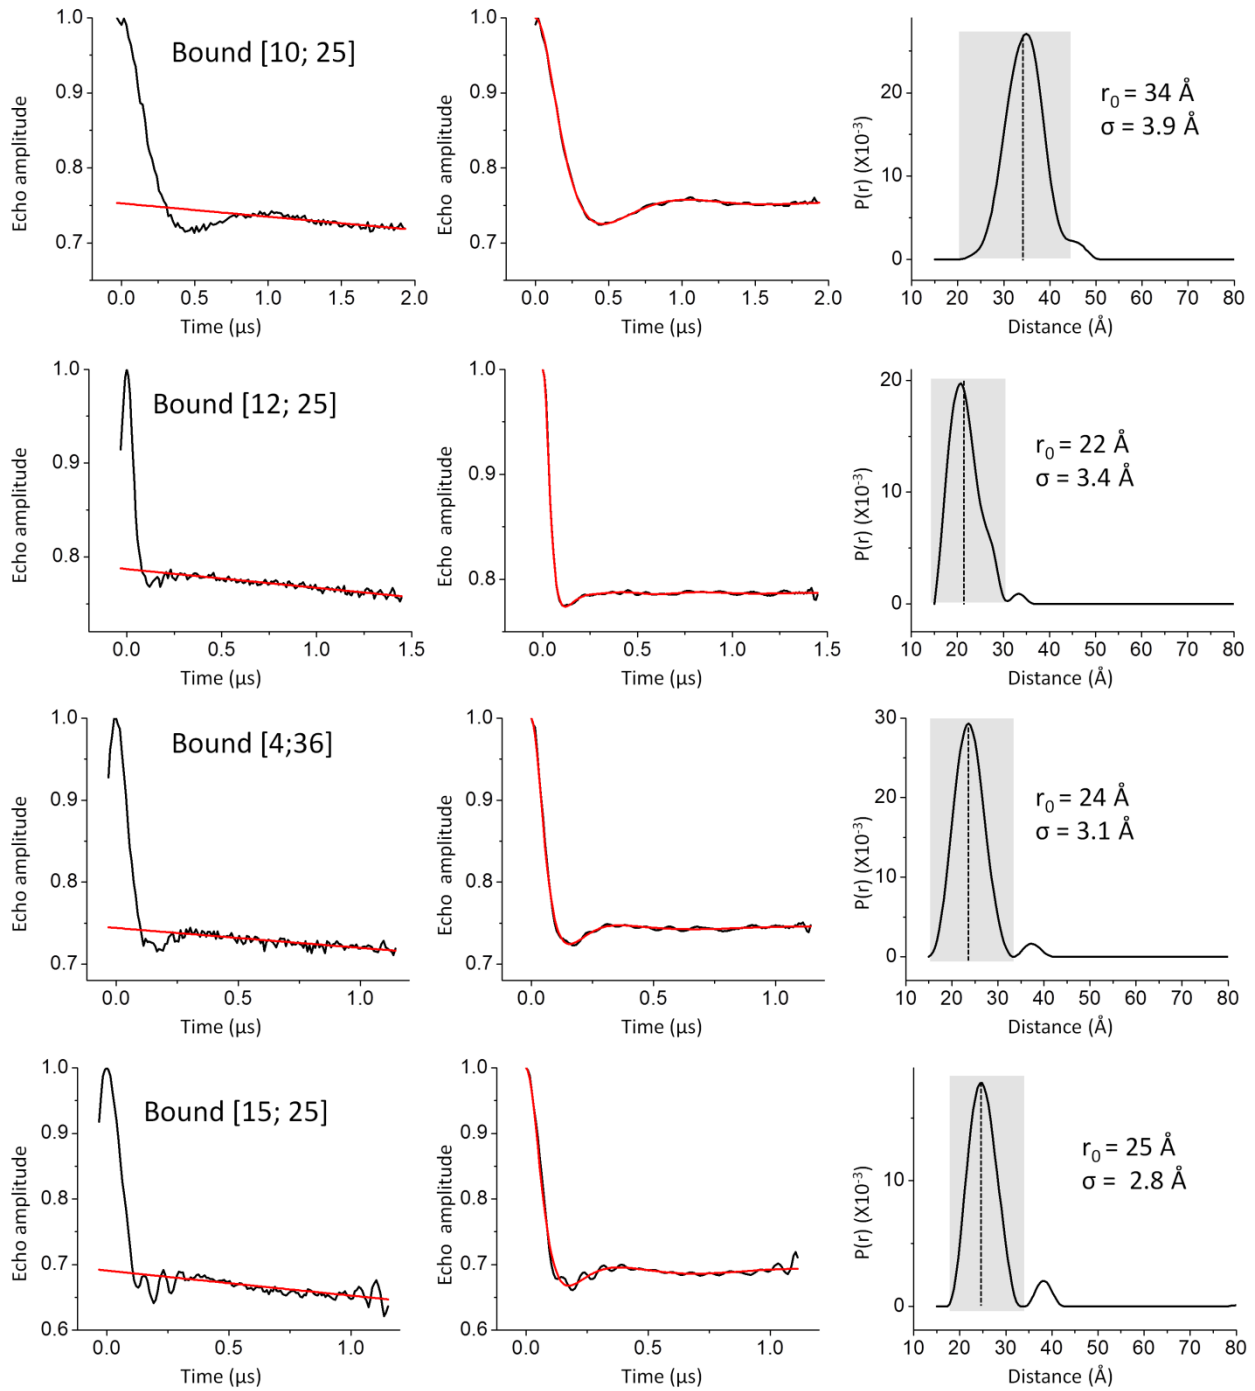 1.0
0.9
0.8
0.7
Echo amplitude
Bound [10; 25]
0.0 0.5 1.0 1.5 2.0
Time (µs)
1.0
0.9
0.8
0.7
Echo amplitude
0.0 0.5 1.0 1.5 2.0
Time (µs)
20
10
0
P(r) (X10⁻³)
r₀ = 34 Å
σ = 3.9 Å
10 20 30 40 50 60 70 80
Distance (Å)
1.0
0.9
0.8
Echo amplitude
Bound [12; 25]
0.0 0.5 1.0 1.5
Time (µs)
1.0
0.9
0.8
Echo amplitude
0.0 0.5 1.0 1.5
Time (µs)
20
10
0
P(r) (X10⁻³)
r₀ = 22 Å
σ = 3.4 Å
10 20 30 40 50 60 70 80
Distance (Å)
1.0
0.9
0.8
0.7
Echo amplitude
Bound [4;36]
0.0 0.5 1.0
Time (µs)
1.0
0.9
0.8
0.7
Echo amplitude
0.0 0.5 1.0
Time (µs)
30
20
10
0
P(r) (X10⁻³)
r₀ = 24 Å
σ = 3.1 Å
10 20 30 40 50 60 70 80
Distance (Å)
1.0
0.9
0.8
0.7
0.6
Echo amplitude
Bound [15; 25]
0.0 0.5 1.0
Time (µs)
1.0
0.9
0.8
0.7
0.6
Echo amplitude
0.0 0.5 1.0
Time (µs)
10
0
P(r) (X10⁻³)
r₀ = 25 Å
σ = 2.8 Å
10 20 30 40 50 60 70 80
Distance (Å)